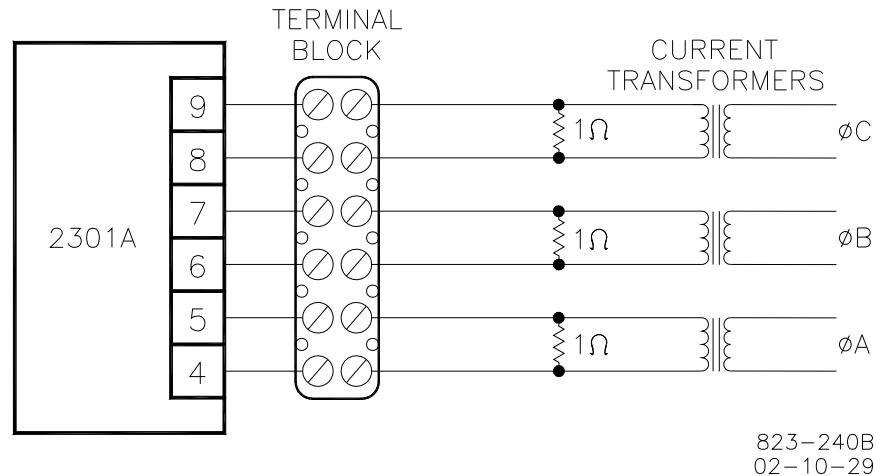 TERMINAL
BLOCK
CURRENT
TRANSFORMERS
2301A
9
8
7
6
5
4
1Ω
1Ω
1Ω
øC
øB
øA
823-240B
02-10-29